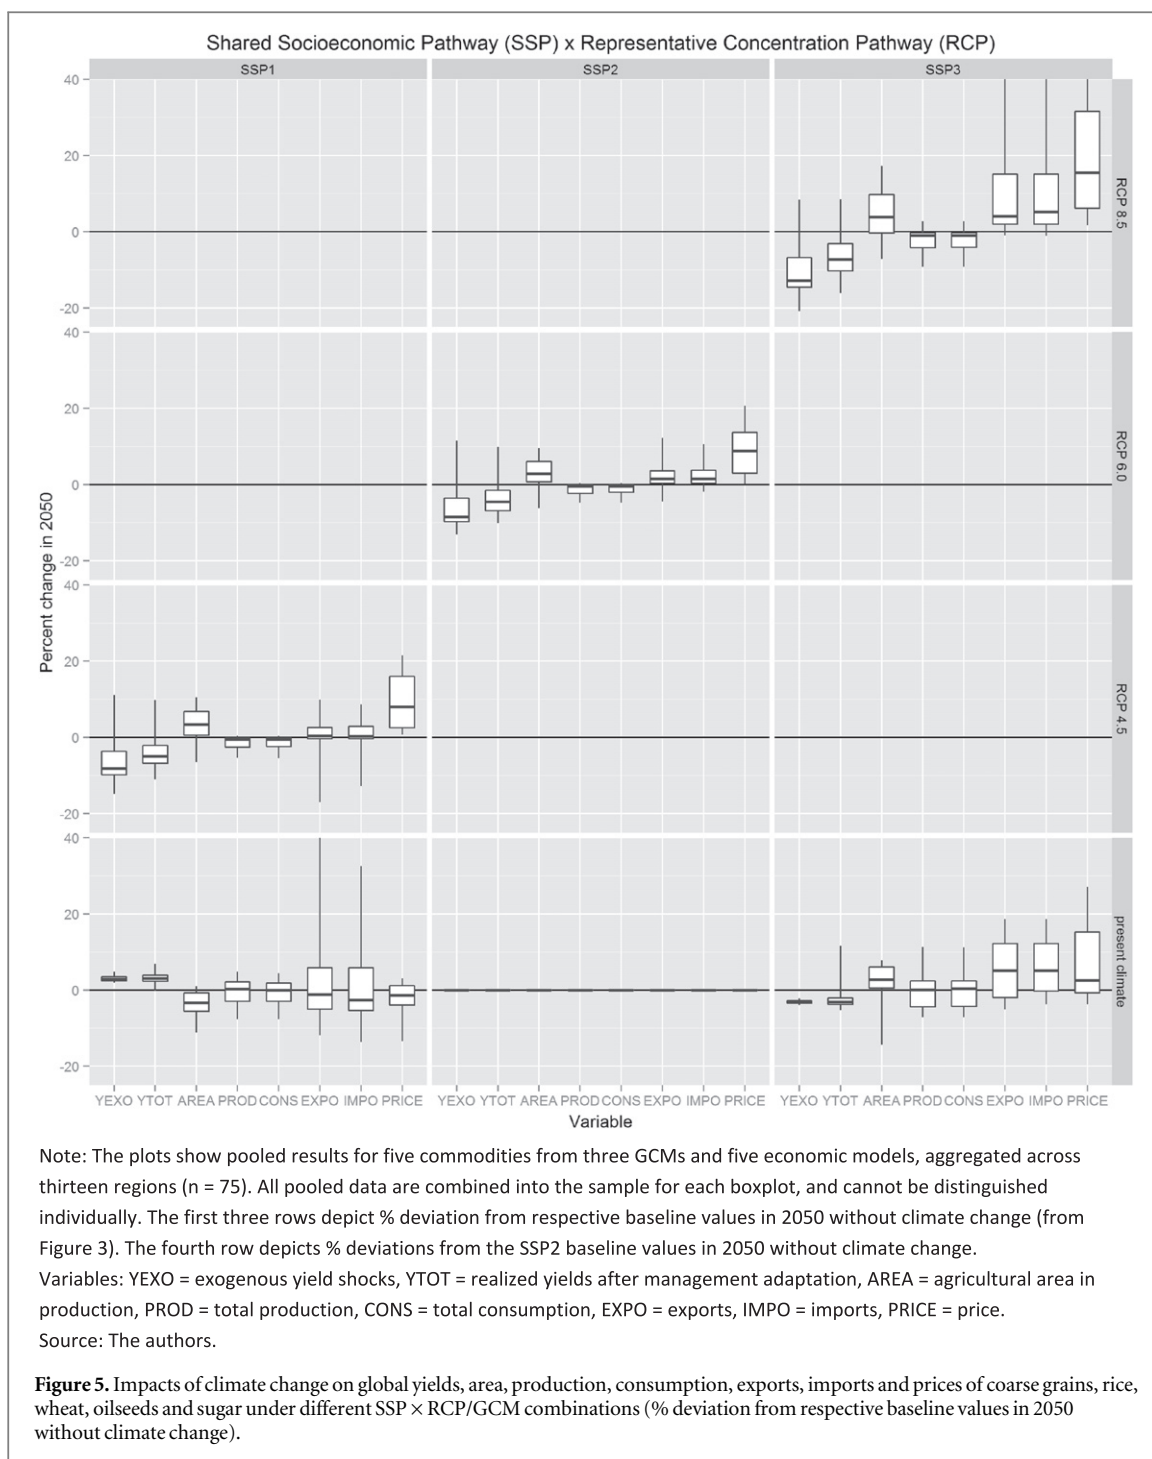 Shared Socioeconomic Pathway (SSP) x Representative Concentration Pathway (RCP)
SSP1 SSP2 SSP3
40
20
0
-20
RCP 8.5
40
20
0
-20
RCP 6.0
40
20
0
-20
RCP 4.5
40
20
0
-20
present climate
Percent change in 2050
YEXO YTOT AREA PROD CONS EXPO IMPO PRICE YEXO YTOT AREA PROD CONS EXPO IMPO PRICE YEXO YTOT AREA PROD CONS EXPO IMPO PRICE
Variable
Note: The plots show pooled results for five commodities from three GCMs and five economic models, aggregated across
thirteen regions (n = 75). All pooled data are combined into the sample for each boxplot, and cannot be distinguished
individually. The first three rows depict % deviation from respective baseline values in 2050 without climate change (from
Figure 3). The fourth row depicts % deviations from the SSP2 baseline values in 2050 without climate change.
Variables: YEXO = exogenous yield shocks, YTOT = realized yields after management adaptation, AREA = agricultural area in
production, PROD = total production, CONS = total consumption, EXPO = exports, IMPO = imports, PRICE = price.
Source: The authors.
Figure 5. Impacts of climate change on global yields, area, production, consumption, exports, imports and prices of coarse grains, rice,
wheat, oilseeds and sugar under different SSP × RCP/GCM combinations (% deviation from respective baseline values in 2050
without climate change).